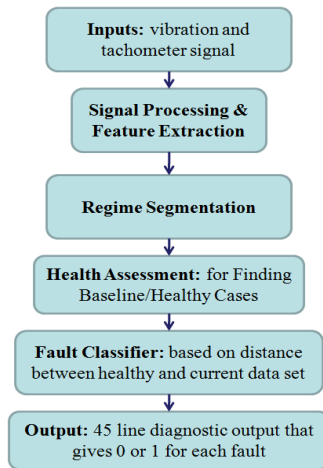 Inputs: vibration and
tachometer signal
Signal Processing &
Feature Extraction
Regime Segmentation
Health Assessment: for Finding
Baseline/Healthy Cases
Fault Classifier: based on distance
between healthy and current data set
Output: 45 line diagnostic output that
gives 0 or 1 for each fault